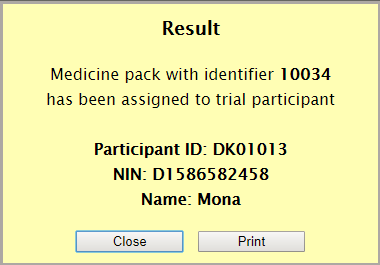 Result
Medicine pack with identifier 10034
has been assigned to trial participant
Participant ID: DK01013
NIN: D1586582458
Name: Mona
Close
Print